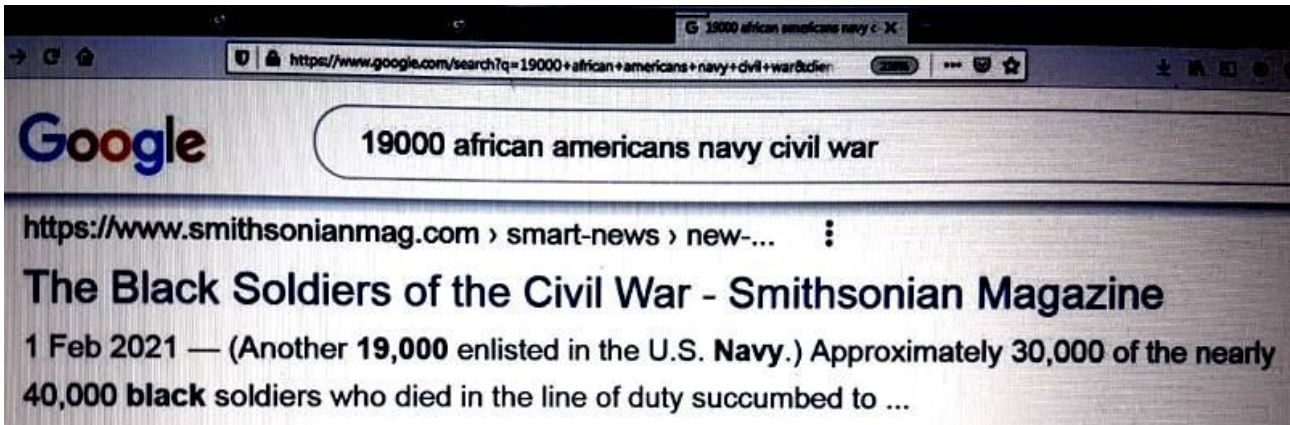 G 19000 african americans navy c X
https://www.google.com/search?q=19000+african+americans+navy+civil+war&clien
Google
19000 african americans navy civil war
https://www.smithsonianmag.com › smart-news › new-...
The Black Soldiers of the Civil War - Smithsonian Magazine
1 Feb 2021 — (Another 19,000 enlisted in the U.S. Navy.) Approximately 30,000 of the nearly
40,000 black soldiers who died in the line of duty succumbed to ...